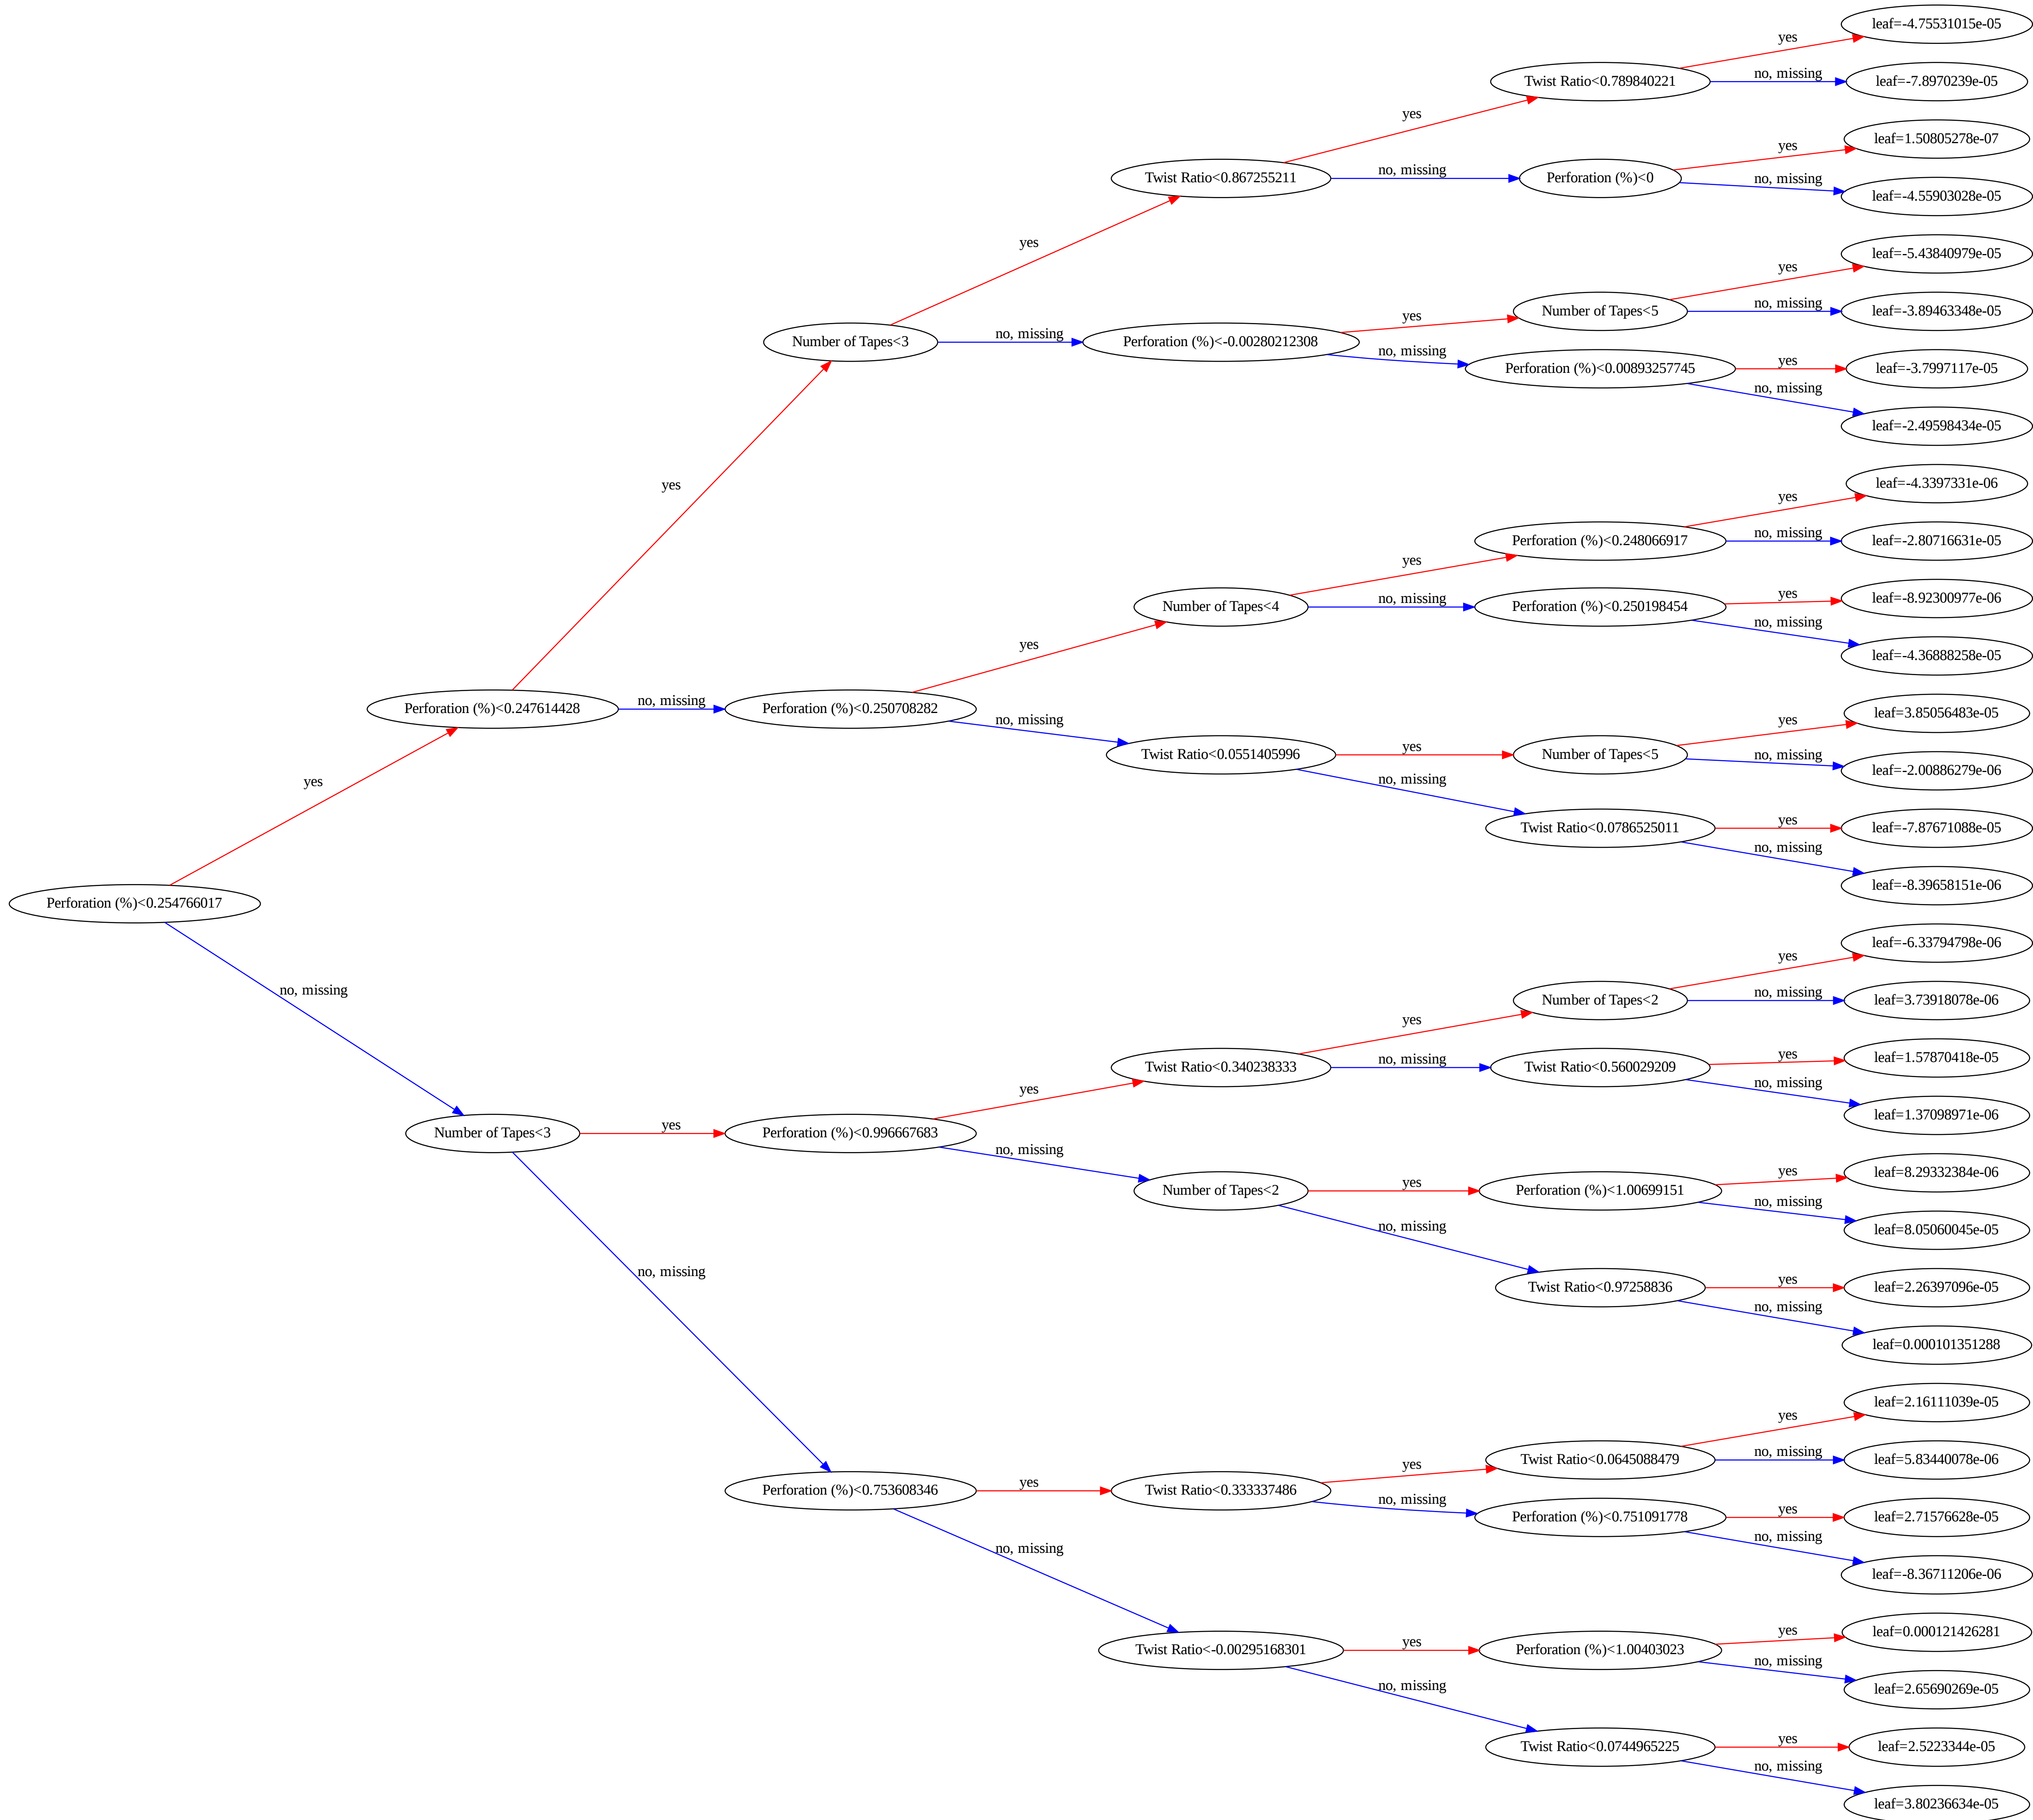 leaf=-4.75531015e-05
yes
Twist Ratio<0.789840221
no, missing
leaf=-7.8970239e-05
yes
leaf=1.50805278e-07
yes
Twist Ratio<0.867255211
no, missing
Perforation (%)<0
no, missing
leaf=-4.55903028e-05
yes
leaf=-5.43840979e-05
yes
Number of Tapes<3
no, missing
Perforation (%)<-0.00280212308
yes
Number of Tapes<5
no, missing
leaf=-3.89463348e-05
no, missing
Perforation (%)<0.00893257745
yes
leaf=-3.7997117e-05
no, missing
leaf=-2.49598434e-05
yes
leaf=-4.3397331e-06
yes
Perforation (%)<0.248066917
no, missing
leaf=-2.80716631e-05
yes
Number of Tapes<4
no, missing
Perforation (%)<0.250198454
yes
leaf=-8.92300977e-06
no, missing
leaf=-4.36888258e-05
yes
Perforation (%)<0.247614428
no, missing
Perforation (%)<0.250708282
no, missing
Twist Ratio<0.0551405996
yes
Number of Tapes<5
yes
leaf=3.85056483e-05
no, missing
leaf=-2.00886279e-06
no, missing
Twist Ratio<0.0786525011
yes
leaf=-7.87671088e-05
no, missing
leaf=-8.39658151e-06
yes
Perforation (%)<0.254766017
no, missing
leaf=-6.33794798e-06
yes
Number of Tapes<2
no, missing
leaf=3.73918078e-06
yes
Twist Ratio<0.340238333
no, missing
Twist Ratio<0.560029209
yes
leaf=1.57870418e-05
no, missing
leaf=1.37098971e-06
yes
Number of Tapes<3
yes
Perforation (%)<0.996667683
no, missing
Number of Tapes<2
yes
Perforation (%)<1.00699151
yes
leaf=8.29332384e-06
no, missing
leaf=8.05060045e-05
no, missing
Twist Ratio<0.97258836
yes
leaf=2.26397096e-05
no, missing
leaf=0.000101351288
no, missing
leaf=2.16111039e-05
yes
Perforation (%)<0.753608346
yes
Twist Ratio<0.333337486
yes
Twist Ratio<0.0645088479
no, missing
leaf=5.83440078e-06
no, missing
Perforation (%)<0.751091778
yes
leaf=2.71576628e-05
no, missing
leaf=-8.36711206e-06
no, missing
Twist Ratio<-0.00295168301
yes
Perforation (%)<1.00403023
yes
leaf=0.000121426281
no, missing
leaf=2.65690269e-05
no, missing
Twist Ratio<0.0744965225
yes
leaf=2.5223344e-05
no, missing
leaf=3.80236634e-05